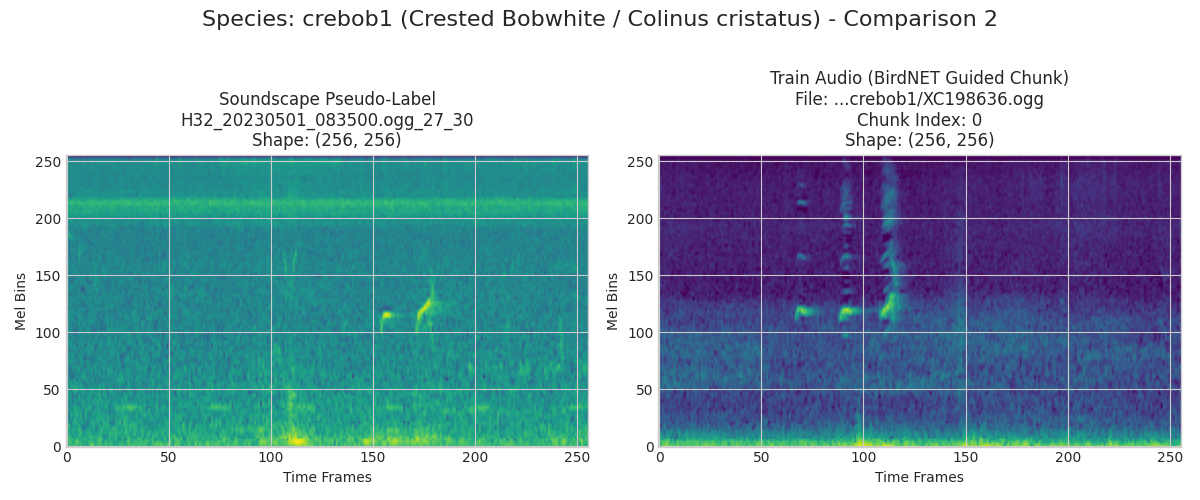 Species: crebob1 (Crested Bobwhite / Colinus cristatus) - Comparison 2
Soundscape Pseudo-Label
H32_20230501_083500.ogg_27_30
Shape: (256, 256)
Mel Bins
250
200
150
100
50
0
0 50 100 150 200 250
Time Frames
Train Audio (BirdNET Guided Chunk)
File: ...crebob1/XC198636.ogg
Chunk Index: 0
Shape: (256, 256)
Mel Bins
250
200
150
100
50
0
0 50 100 150 200 250
Time Frames